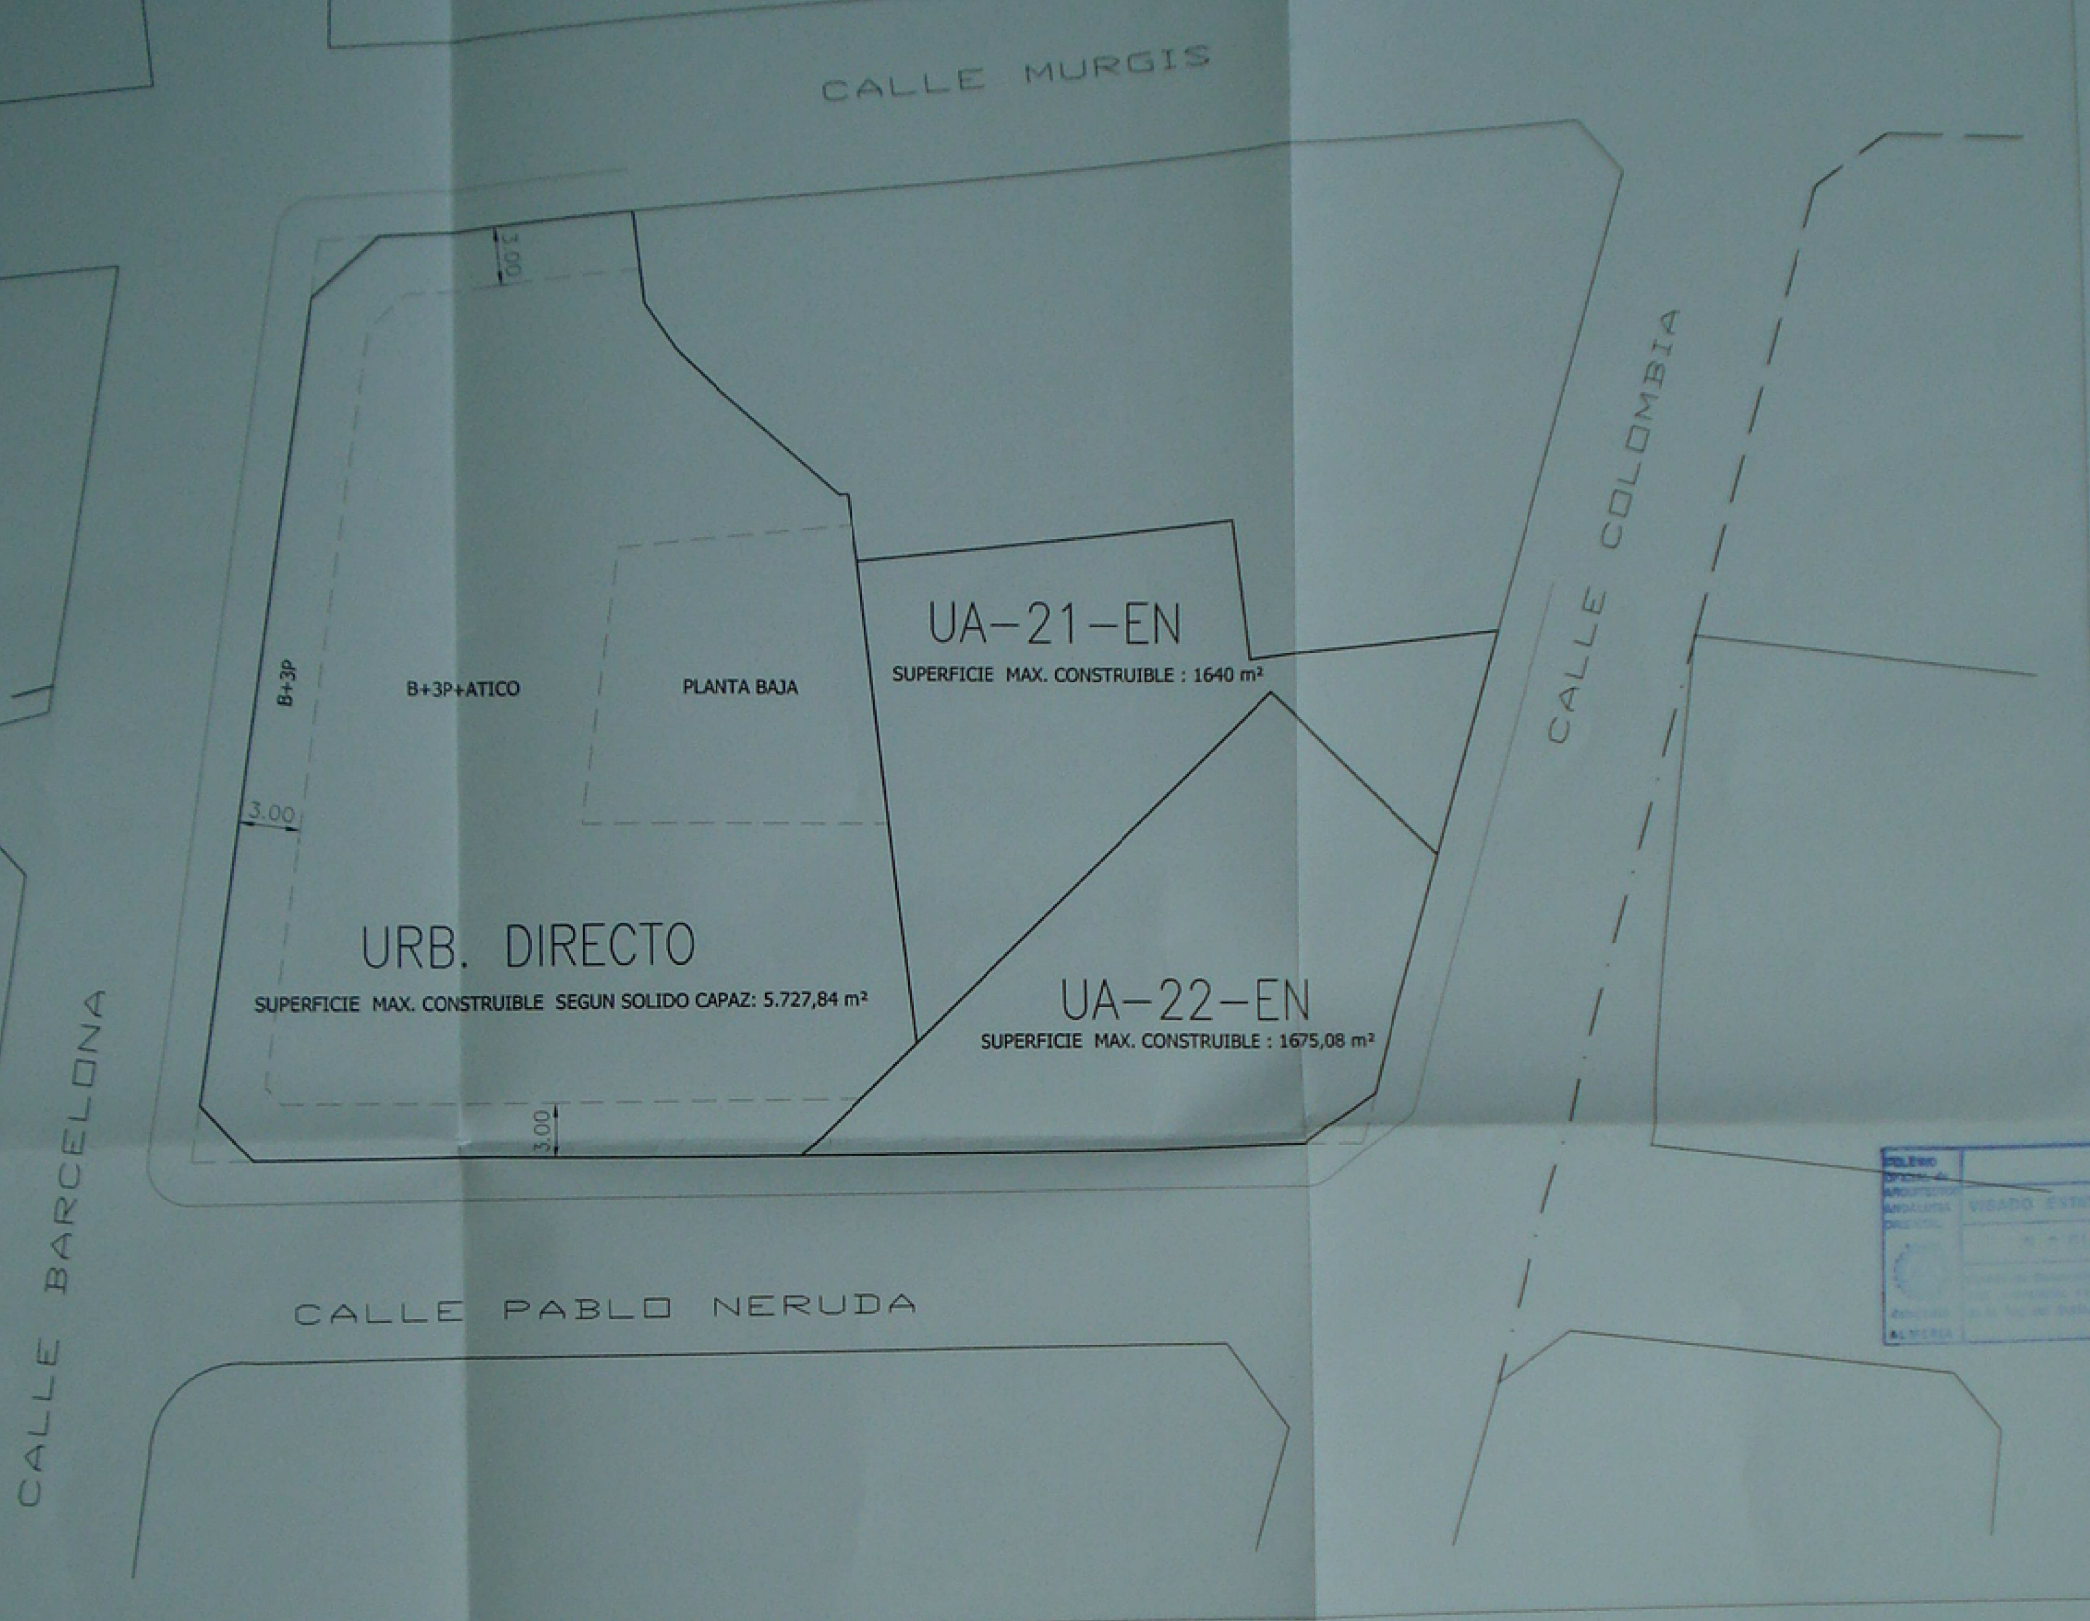 CALLE MURGIS
3.00
CALLE COLOMBIA
UA-21-EN
SUPERFICIE MAX. CONSTRUIBLE : 1640 m²
B+3P
B+3P+ATICO
PLANTA BAJA
3.00
URB. DIRECTO
SUPERFICIE MAX. CONSTRUIBLE SEGUN SOLIDO CAPAZ: 5.727,84 m²
UA-22-EN
SUPERFICIE MAX. CONSTRUIBLE : 1675,08 m²
3.00
CALLE BARCELONA
CALLE PABLO NERUDA
VISADO
ALMERIA